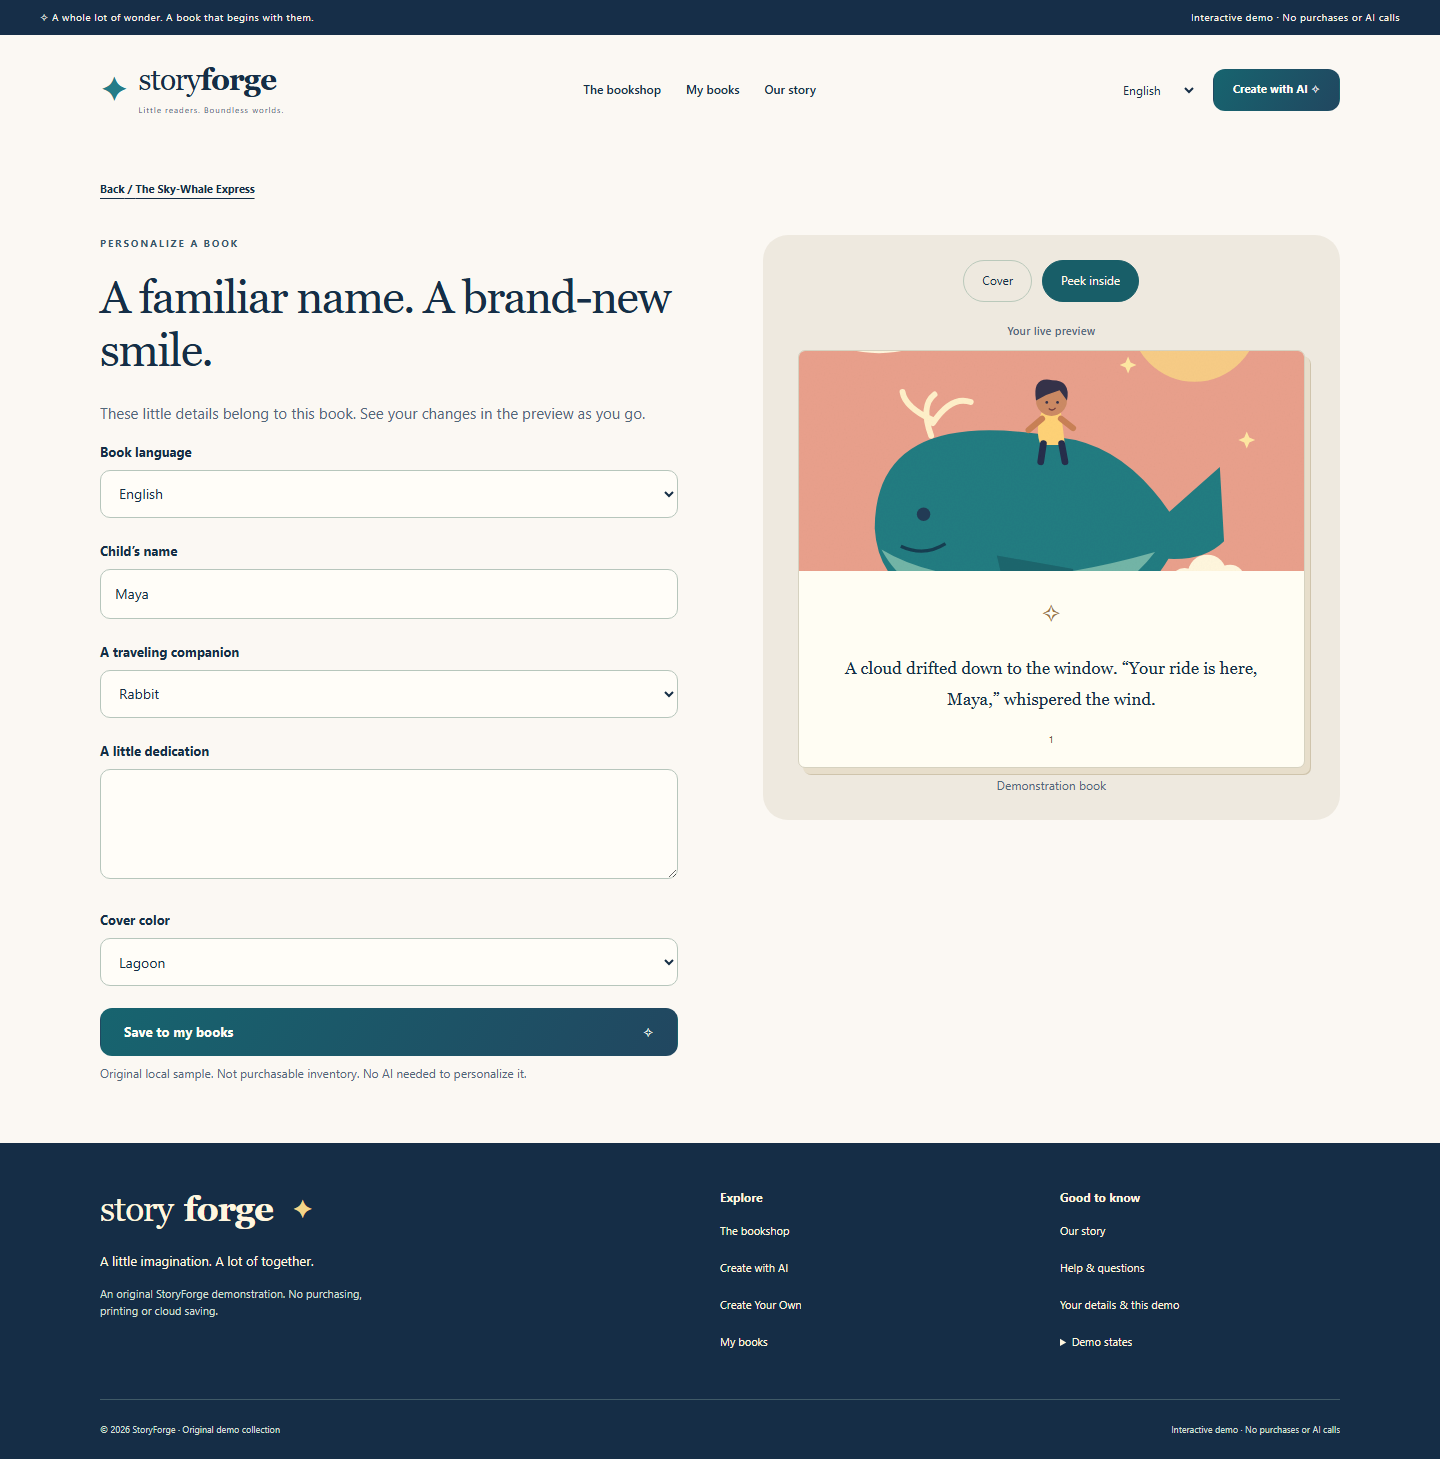 ✧ A whole lot of wonder. A book that begins with them.
Interactive demo · No purchases or AI calls
storyforge
Little readers. Boundless worlds.
The bookshop
My books
Our story
English
Create with AI ✧
Back / The Sky-Whale Express
PERSONALIZE A BOOK
A familiar name. A brand-new
smile.
These little details belong to this book. See your changes in the preview as you go.
Book language
English
Child’s name
Maya
A traveling companion
Rabbit
A little dedication
Cover color
Lagoon
Save to my books ✧
Original local sample. Not purchasable inventory. No AI needed to personalize it.
Cover
Peek inside
Your live preview
A cloud drifted down to the window. “Your ride is here,
Maya,” whispered the wind.
1
Demonstration book
story forge
A little imagination. A lot of together.
An original StoryForge demonstration. No purchasing,
printing or cloud saving.
Explore
The bookshop
Create with AI
Create Your Own
My books
Good to know
Our story
Help & questions
Your details & this demo
Demo states
© 2026 StoryForge · Original demo collection
Interactive demo · No purchases or AI calls